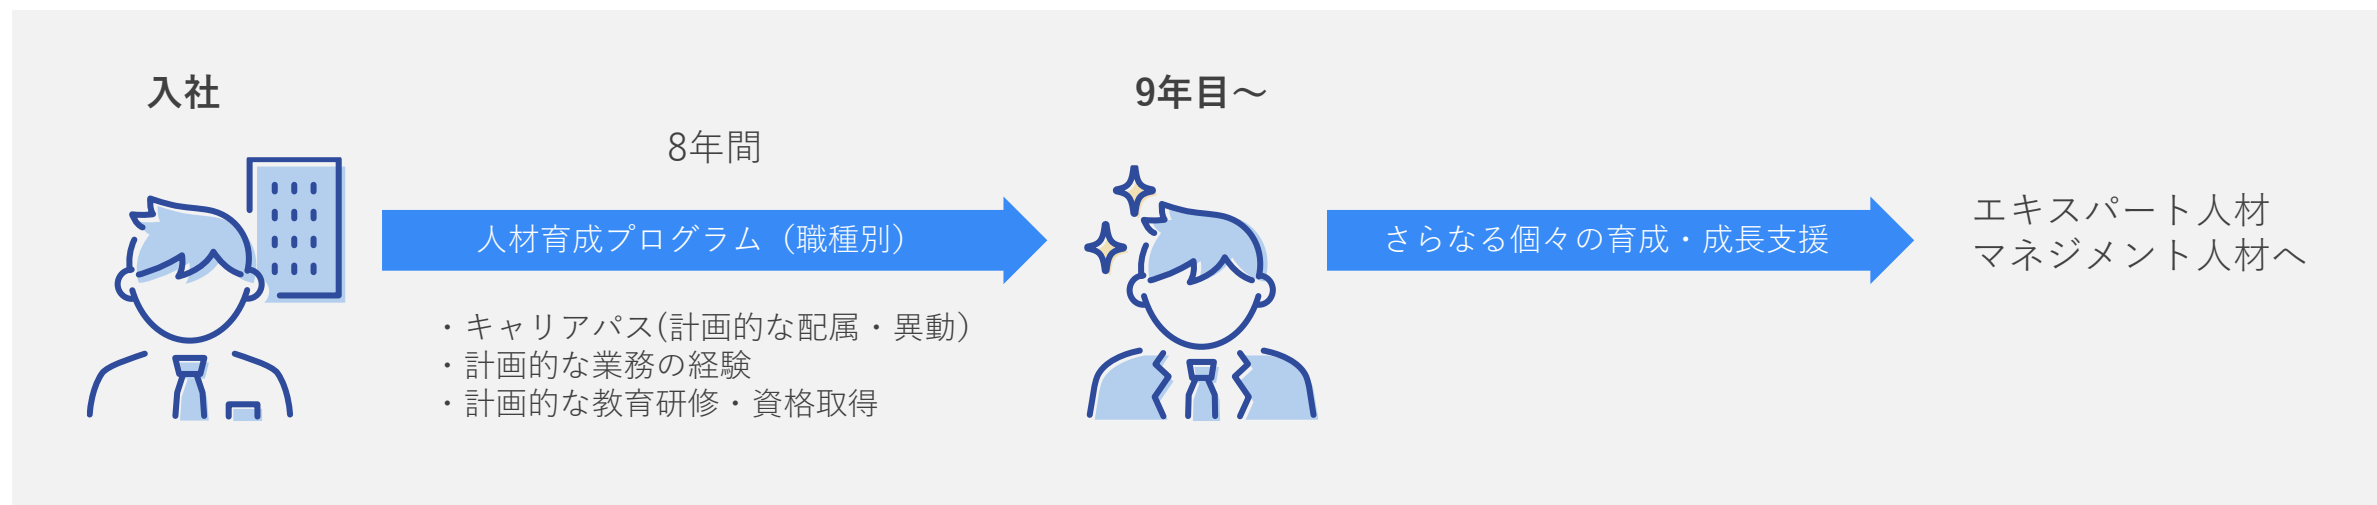 入社
8年間
人材育成プログラム（職種別）
・キャリアパス(計画的な配属・異動）
・計画的な業務の経験
・計画的な教育研修・資格取得
9年目～
さらなる個々の育成・成長支援
エキスパート人材
マネジメント人材へ